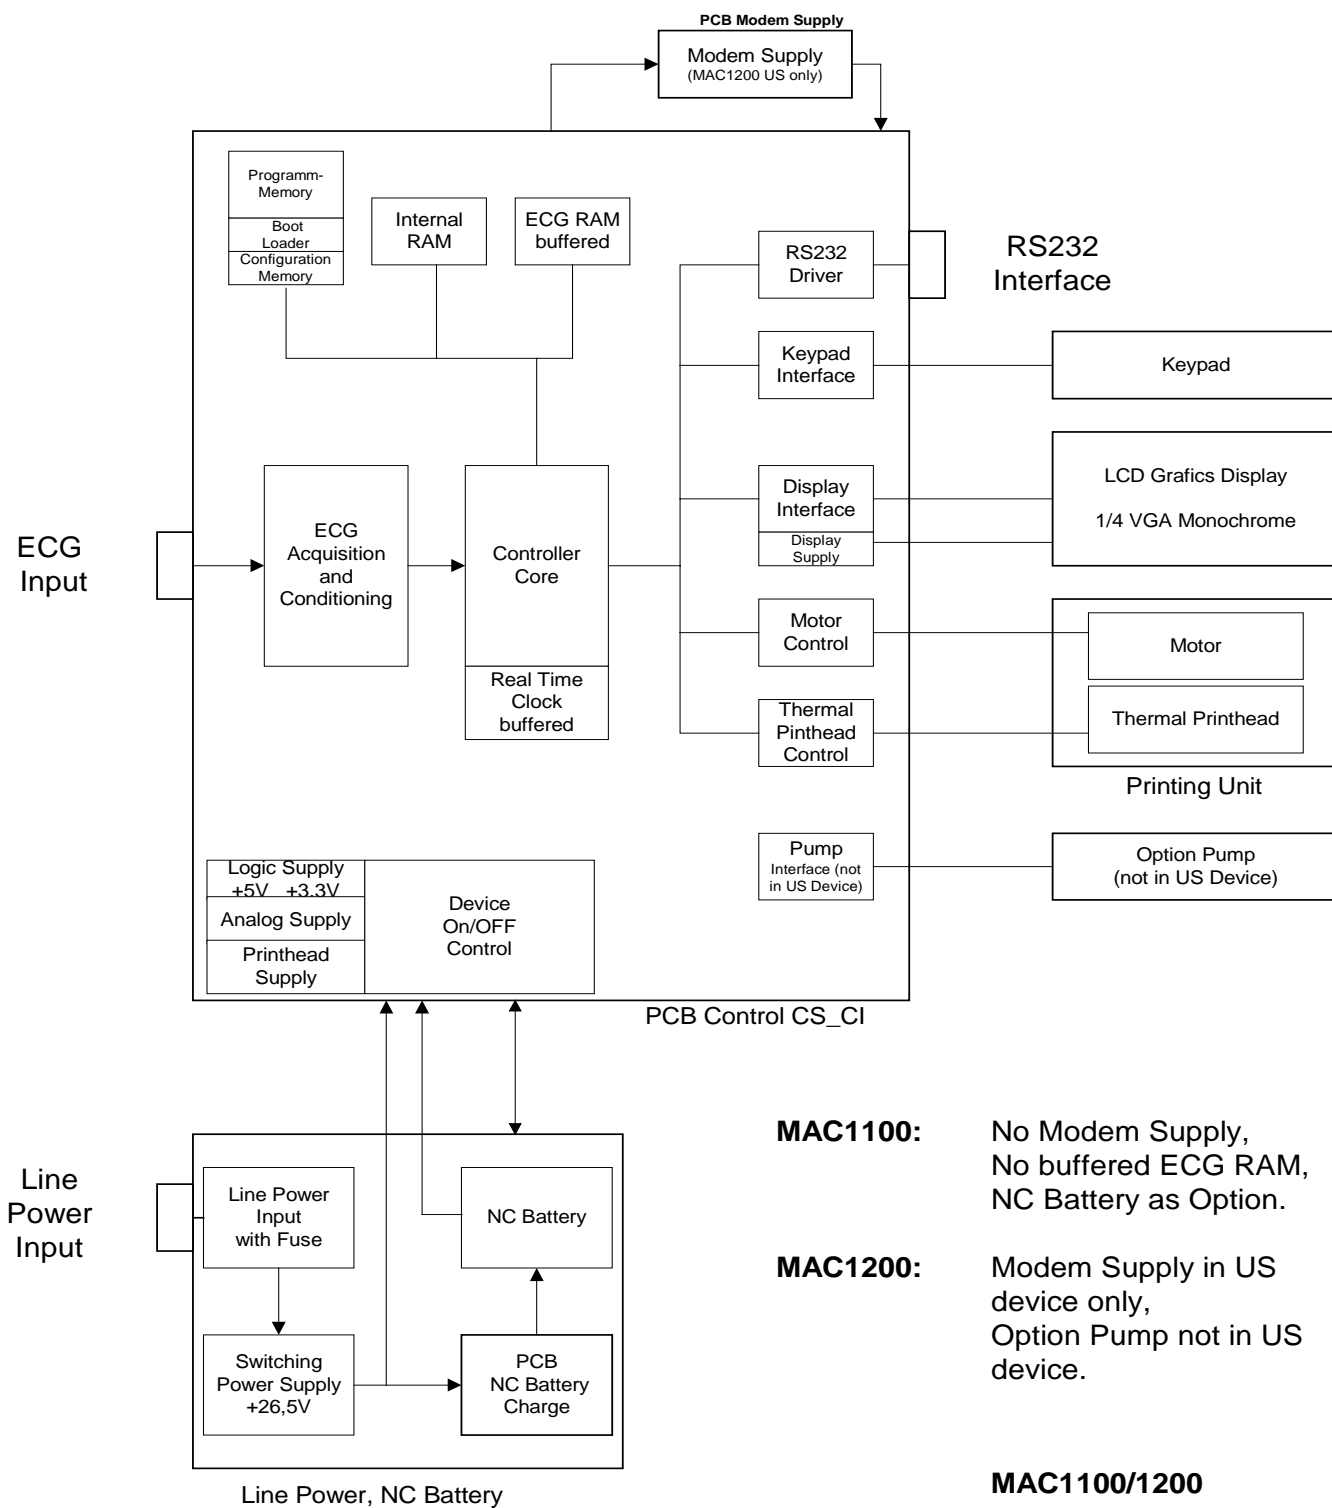 PCB Modem Supply
Modem Supply
(MAC1200 US only)
Programm-
Memory
Boot
Loader
Configuration
Memory
Internal
RAM
ECG RAM
buffered
RS232
Driver
RS232
Interface
Keypad
Interface
Keypad
Display
Interface
Display
Supply
LCD Grafics Display
1/4 VGA Monochrome
ECG
Input
ECG
Acquisition
and
Conditioning
Controller
Core
Real Time
Clock
buffered
Motor
Control
Motor
Thermal
Pinthead
Control
Thermal Printhead
Printing Unit
Pump
Interface (not
in US Device)
Option Pump
(not in US Device)
Logic Supply
+5V +3,3V
Analog Supply
Printhead
Supply
Device
On/OFF
Control
PCB Control CS_CI
Line
Power
Input
Line Power
Input
with Fuse
NC Battery
Switching
Power Supply
+26,5V
PCB
NC Battery
Charge
Line Power, NC Battery
MAC1100: No Modem Supply,
No buffered ECG RAM,
NC Battery as Option.
MAC1200: Modem Supply in US
device only,
Option Pump not in US
device.
MAC1100/1200